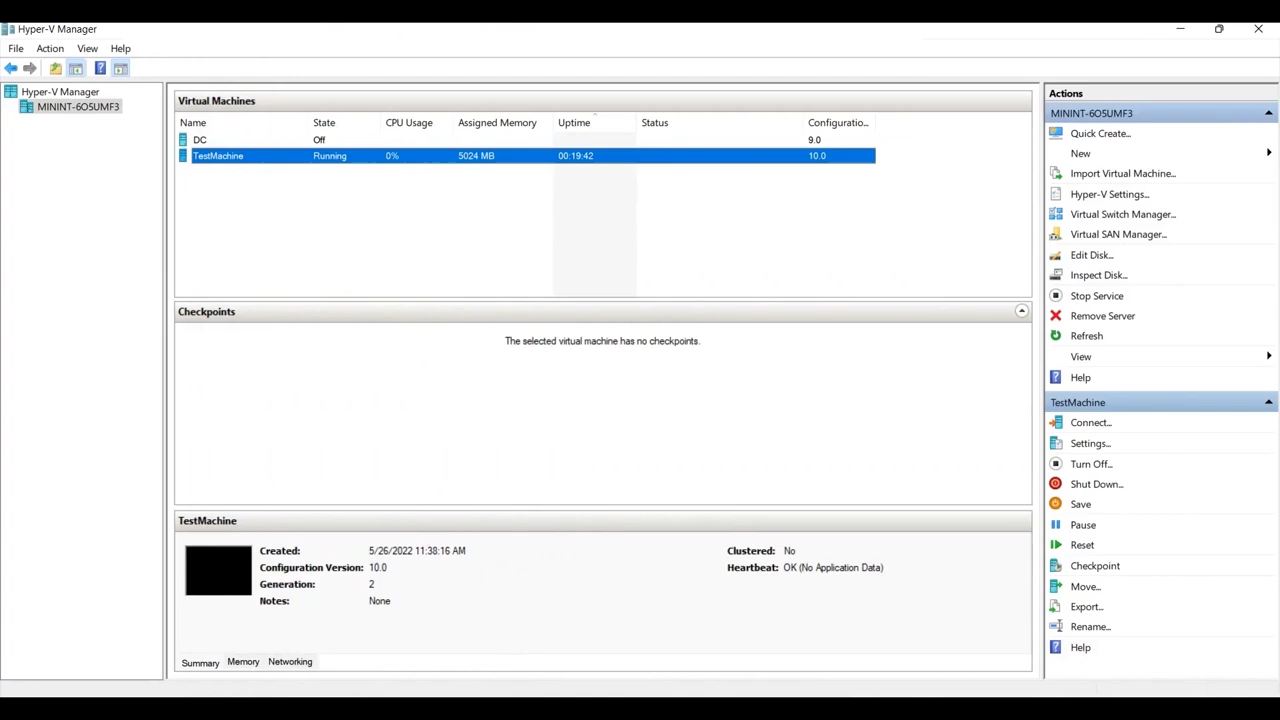 Hyper-V Manager
File Action View Help
Hyper-V Manager
MININT-6O5UMF3
Virtual Machines
Name State CPU Usage Assigned Memory Uptime Status Configuratio...
DC Off 9.0
TestMachine Running 0% 5024 MB 00:19:42 10.0
Checkpoints
The selected virtual machine has no checkpoints.
TestMachine
Created: 5/26/2022 11:38:16 AM Clustered: No
Configuration Version: 10.0 Heartbeat: OK (No Application Data)
Generation: 2
Notes: None
Summary Memory Networking
Actions
MININT-6O5UMF3
Quick Create...
New
Import Virtual Machine...
Hyper-V Settings...
Virtual Switch Manager...
Virtual SAN Manager...
Edit Disk...
Inspect Disk...
Stop Service
Remove Server
Refresh
View
Help
TestMachine
Connect...
Settings...
Turn Off...
Shut Down...
Save
Pause
Reset
Checkpoint
Move...
Export...
Rename...
Help